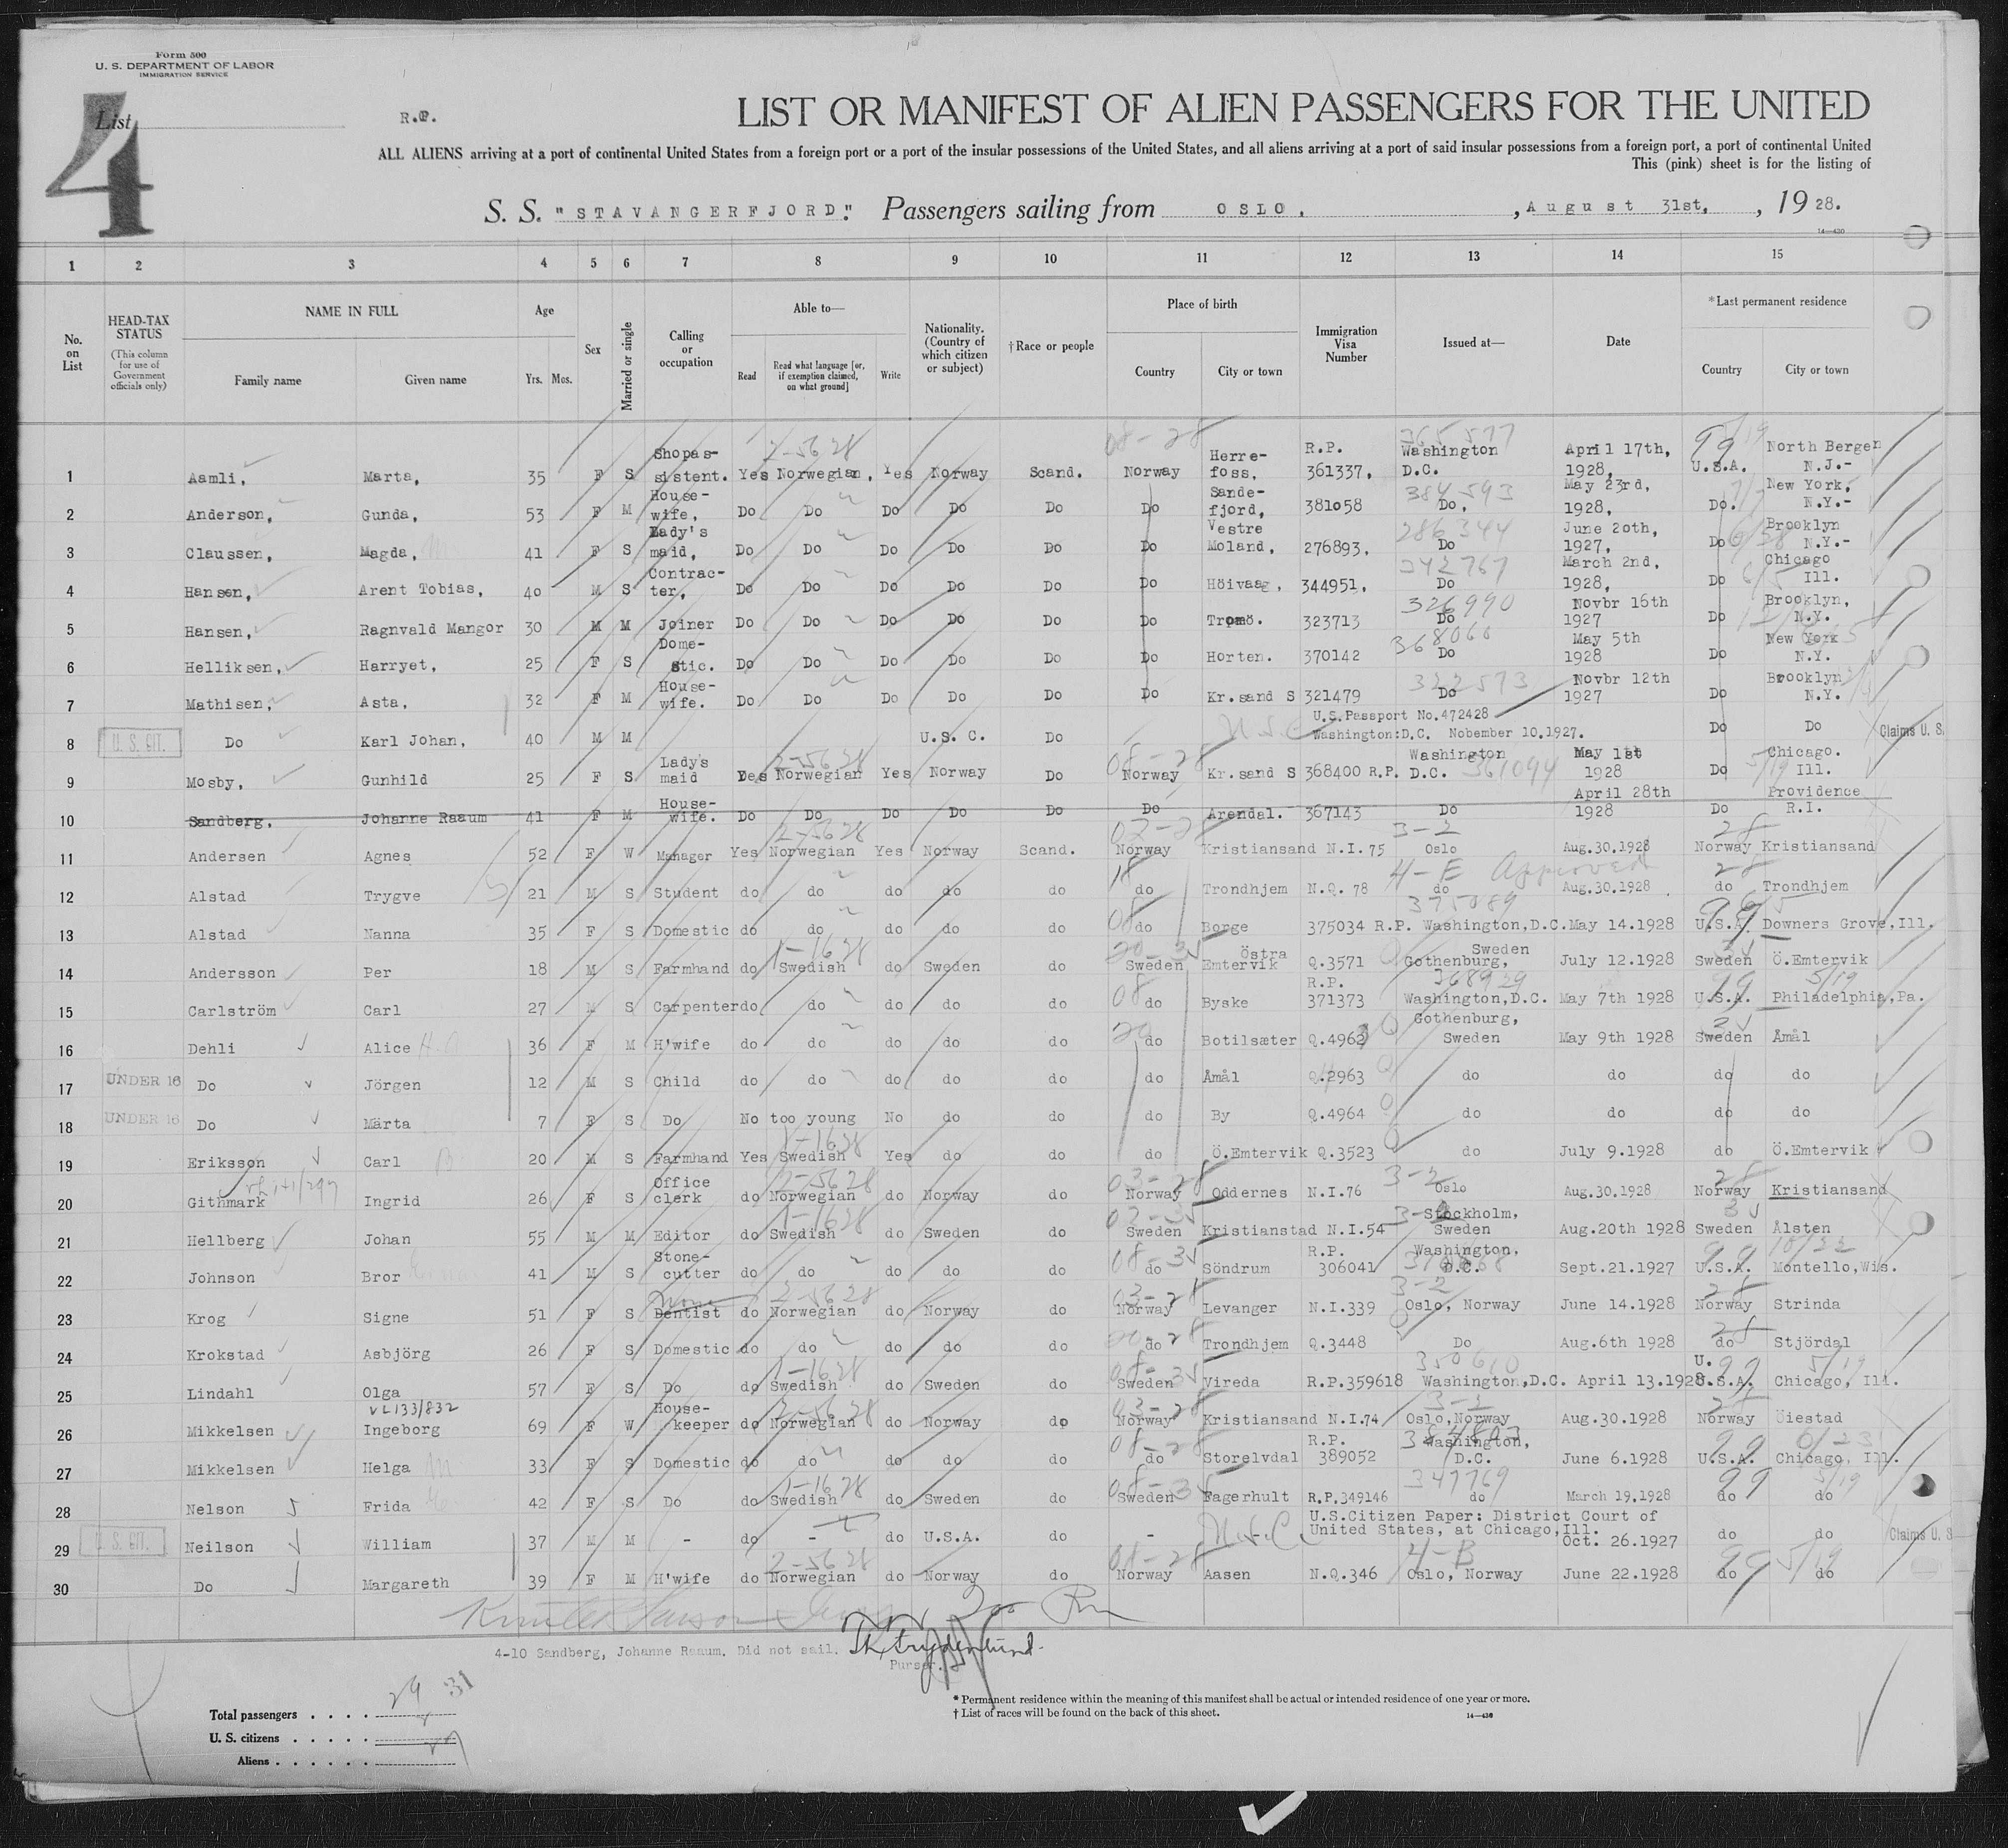 Form 500
U. S. DEPARTMENT OF LABOR
IMMIGRATION SERVICE
4
List
R.P.
LIST OR MANIFEST OF ALIEN PASSENGERS FOR THE UNITED
ALL ALIENS arriving at a port of continental United States from a foreign port or a port of the insular possessions of the United States, and all aliens arriving at a port of said insular possessions from a foreign port, a port of continental United
This (pink) sheet is for the listing of
S. S. "STAVANGERFJORD". Passengers sailing from OSLO, , August 31st, , 19 28.
14—430
1 2 3 4 5 6 7 8 9 10 11 12 13 14 15
No. on List
HEAD-TAX STATUS
(This column for use of Government officials only)
NAME IN FULL
Family name Given name
Age
Yrs. Mos.
Sex
Married or single
Calling or occupation
Able to—
Read
Read what language [or, if exemption claimed, on what ground]
Write
Nationality. (Country of which citizen or subject)
†Race or people
Place of birth
Country City or town
Immigration Visa Number
Issued at—
Date
*Last permanent residence
Country City or town
1 Aamli, Marta, 35 F S Shopas- sistent. Yes Norwegian, Yes Norway Scand. Norway Herre- foss, R.P. 361337, Washington D.C. April 17th, 1928, U.S.A. North Bergen N.J.-
2 Anderson, Gunda, 53 F M House- wife, Do Do Do Do Do Do Sande- fjord, 381058 Do, May 23rd, 1928, Do. New York, N.Y.-
3 Claussen, Magda, 41 F S Lady's maid, Do Do Do Do Do Do Vestre Moland, 276893, Do June 20th, 1927, Do Brooklyn N.Y.-
4 Hansen, Arent Tobias, 40 M S Contrac- ter, Do Do Do Do Do Do Höivaag, 344951, Do March 2nd, 1928, Do Chicago Ill.
5 Hansen, Ragnvald Mangor 30 M M Joiner Do Do Do Do Do Do Tromö. 323713 Do Novbr 16th 1927 Do Brooklyn, N.Y.
6 Helliksen, Harryet, 25 F S Dome- stic. Do Do Do Do Do Do Horten. 370142 Do May 5th 1928 Do New York N.Y.
7 Mathisen, Asta, 32 F M House- wife. Do Do Do Do Do Do Kr.sand S 321479 Do Novbr 12th 1927 Do Brooklyn N.Y.
8 U.S. CIT. Do Karl Johan, 40 M M U.S.C. Do U.S.C. U.S.Passport No.472428 Washington:D.C. Nobember 10,1927. Do Do Claims U. S.
9 Mosby, Gunhild 25 F S Lady's maid Yes Norwegian Yes Norway Do Norway Kr.sand S 368400 R.P. Washington D.C. May 1st 1928 Do Chicago. Ill.
10 Sandberg, Johanne Raaum 41 F M House- wife. Do Do Do Do Do Do Arendal. 367143 Do April 28th 1928 Do Providence R.I.
11 Andersen Agnes 52 F W Manager Yes Norwegian Yes Norway Scand. Norway Kristiansand N.I.75 Oslo Aug.30.1928 Norway Kristiansand
12 Alstad Trygve 21 M S Student do do do do do do Trondhjem N.Q. 78 do Aug.30.1928 do Trondhjem
4-E Approved
13 Alstad Nanna 35 F S Domestic do do do do do do Borge 375034 R.P. Washington,D.C. May 14.1928 U.S.A. Downers Grove,Ill.
14 Andersson Per 18 M S Farmhand do Swedish do Sweden do Sweden Östra Emtervik Q.3571 Sweden Gothenburg, July 12.1928 Sweden Ö.Emtervik
15 Carlström Carl 27 M S Carpenter do do do do do do Byske R.P. 371373 Washington,D.C. May 7th 1928 U.S.A. Philadelphia,Pa.
16 Dehli Alice 36 F M H'wife do do do do do do Botilsæter Q.4962 Gothenburg, Sweden May 9th 1928 Sweden Åmål
17 UNDER 16 Do Jörgen 12 M S Child do do do do do do Åmål Q.2963 do do do do
18 UNDER 16 Do Märta 7 F S Do No too young No do do do By Q.4964 do do do do
19 Eriksson Carl 20 M S Farmhand Yes Swedish Yes do do do Ö.Emtervik Q.3523 do July 9.1928 do Ö.Emtervik
20 Githmark Ingrid 26 F S Office clerk do Norwegian do Norway do Norway Oddernes N.I.76 Oslo Aug.30.1928 Norway Kristiansand
21 Hellberg Johan 55 M M Editor do Swedish do Sweden do Sweden Kristianstad N.I.54 Stockholm, Sweden Aug.20th 1928 Sweden Ålsten
22 Johnson Bror 41 M S Stone- cutter do do do do do do Söndrum R.P. 306041 Washington, D.C. Sept.21.1927 U.S.A. Montello,Wis.
23 Krog Signe 51 F S None Dentist do Norwegian do Norway do Norway Levanger N.I.339 Oslo, Norway June 14.1928 Norway Strinda
24 Krokstad Asbjörg 26 F S Domestic do do do do do do Trondhjem Q.3448 Do Aug.6th 1928 do Stjördal
25 Lindahl Olga 57 F S Do do Swedish do Sweden do Sweden Vireda R.P.359618 Washington,D.C. April 13.1928 U.S.A. Chicago, Ill.
26 Mikkelsen Ingeborg 69 F W House- keeper do Norwegian do Norway do Norway Kristiansand N.I.74 Oslo,Norway Aug.30.1928 Norway Öiestad
27 Mikkelsen Helga 33 F S Domestic do do do do do do Storelvdal R.P. 389052 Washington, D.C. June 6.1928 U.S.A. Chicago, Ill.
28 Nelson Frida 42 F S Do do Swedish do Sweden do Sweden Fagerhult R.P.349146 do March 19.1928 do do
29 U.S. CIT. Neilson William 37 M M - do - do U.S.A. do - U.S.C. U.S.Citizen Paper: District Court of United States, at Chicago,Ill. Oct. 26.1927 do do Claims U. S.
30 Do Margareth 39 F M H'wife do Norwegian do Norway do Norway Aasen N.Q.346 4-B Oslo, Norway June 22.1928 do do
4-10 Sandberg, Johanne Raaum. Did not sail.
Purser.
* Permanent residence within the meaning of this manifest shall be actual or intended residence of one year or more.
† List of races will be found on the back of this sheet.
14—430
Total passengers . . . . 29 31
U. S. citizens . . . . .
Aliens . . . . . .